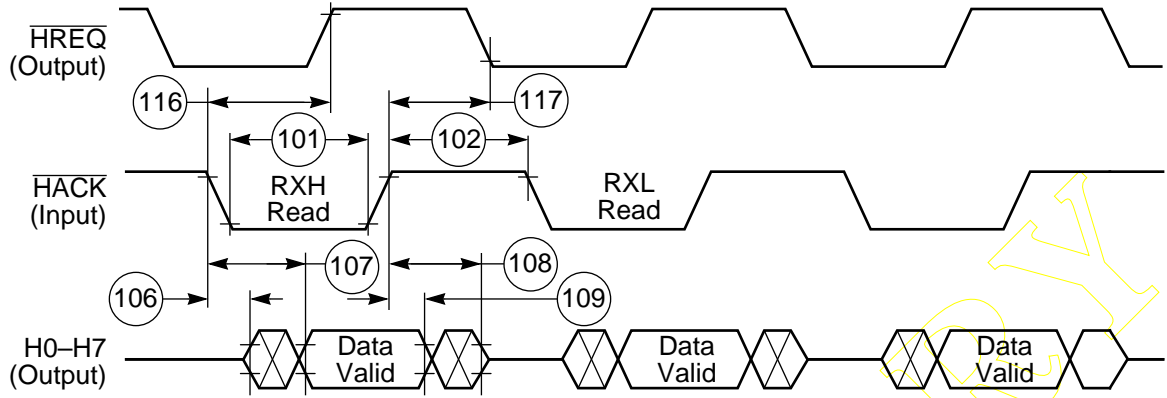 HREQ
(Output)
116
117
101
102
HACK
(Input)
RXH
Read
RXL
Read
107
108
106
109
H0–H7
(Output)
Data
Valid
Data
Valid
Data
Valid